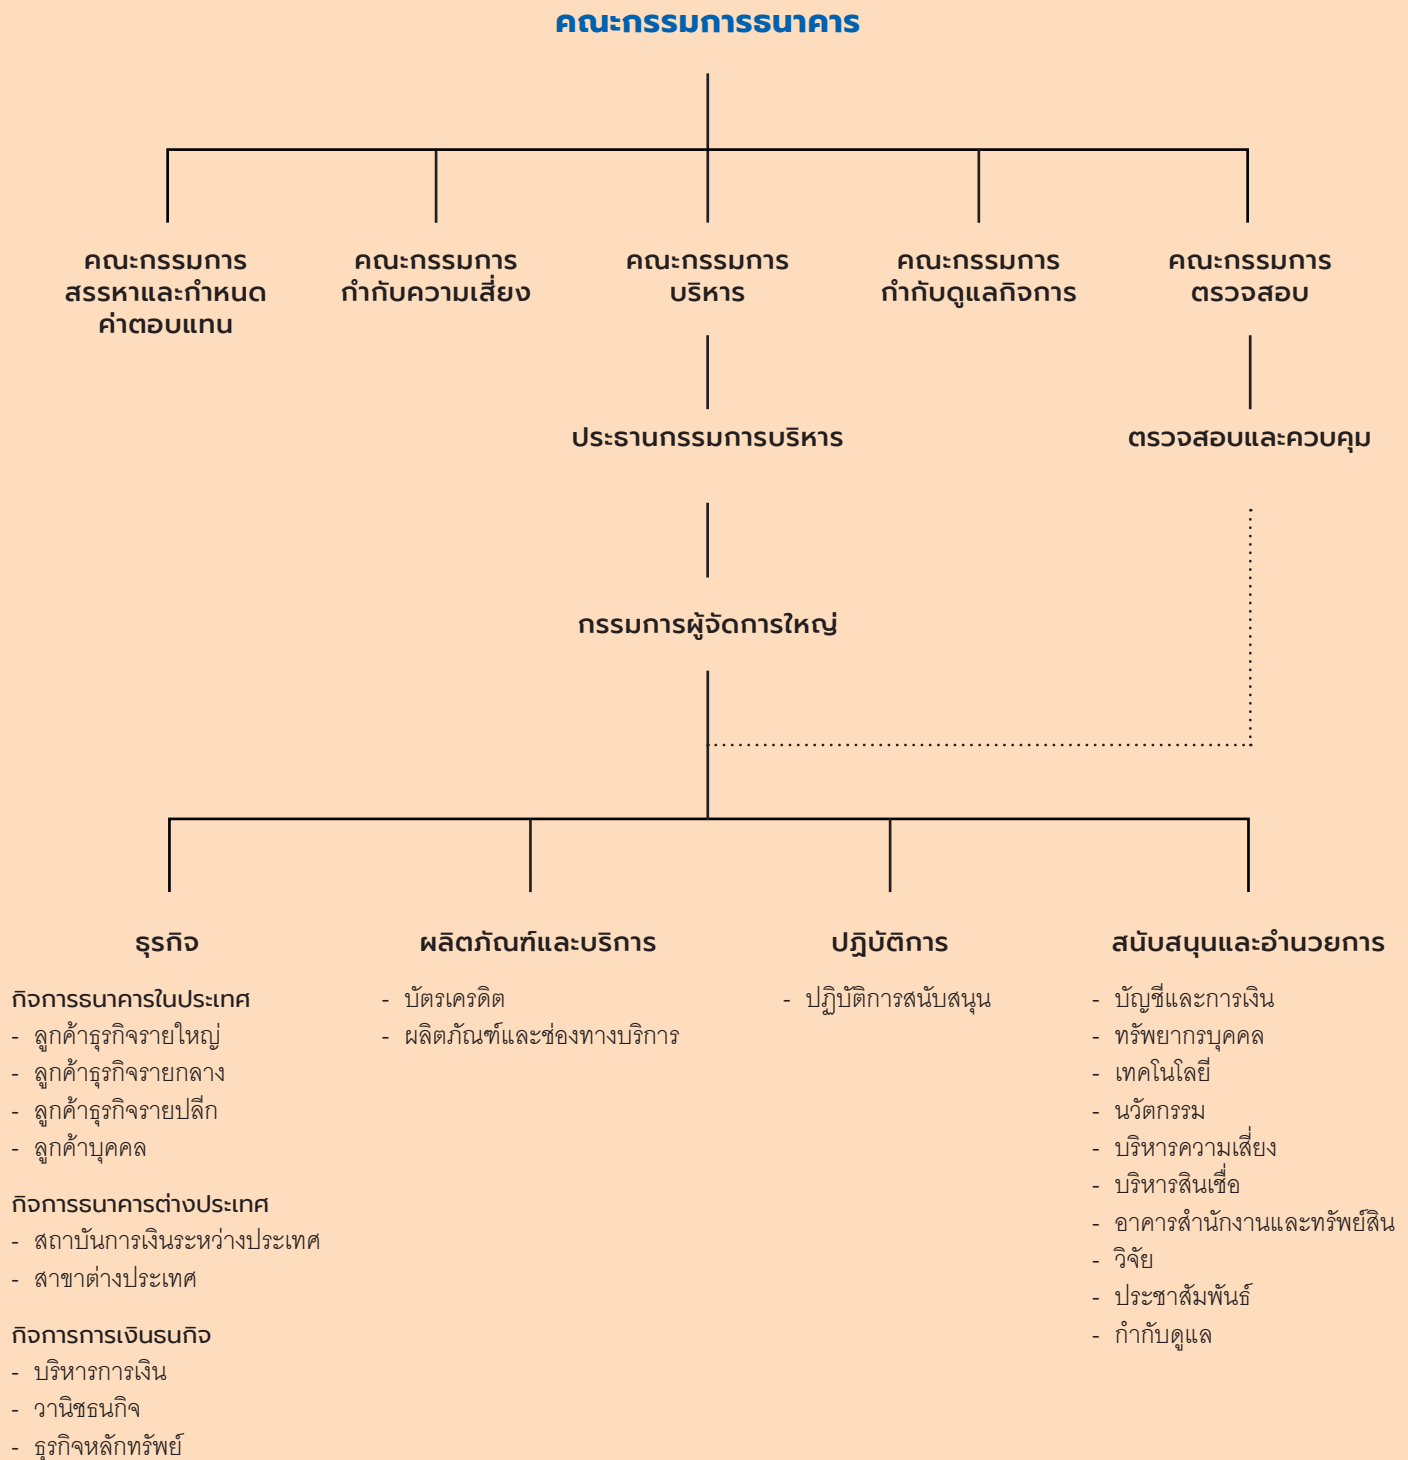 คณะกรรมการธนาคาร
คณะกรรมการ
สรรหาและกำหนด
ค่าตอบแทน
คณะกรรมการ
กำกับความเสี่ยง
คณะกรรมการ
บริหาร
คณะกรรมการ
กำกับดูแลกิจการ
คณะกรรมการ
ตรวจสอบ
ประธานกรรมการบริหาร
ตรวจสอบและควบคุม
กรรมการผู้จัดการใหญ่
ธุรกิจ
กิจการธนาคารในประเทศ
- ลูกค้าธุรกิจรายใหญ่
- ลูกค้าธุรกิจรายกลาง
- ลูกค้าธุรกิจรายปลีก
- ลูกค้าบุคคล
กิจการธนาคารต่างประเทศ
- สถาบันการเงินระหว่างประเทศ
- สาขาต่างประเทศ
กิจการการเงินธนกิจ
- บริหารการเงิน
- วานิชธนกิจ
- ธุรกิจหลักทรัพย์
ผลิตภัณฑ์และบริการ
- บัตรเครดิต
- ผลิตภัณฑ์และช่องทางบริการ
ปฏิบัติการ
- ปฏิบัติการสนับสนุน
สนับสนุนและอำนวยการ
- บัญชีและการเงิน
- ทรัพยากรบุคคล
- เทคโนโลยี
- นวัตกรรม
- บริหารความเสี่ยง
- บริหารสินเชื่อ
- อาคารสำนักงานและทรัพย์สิน
- วิจัย
- ประชาสัมพันธ์
- กำกับดูแล